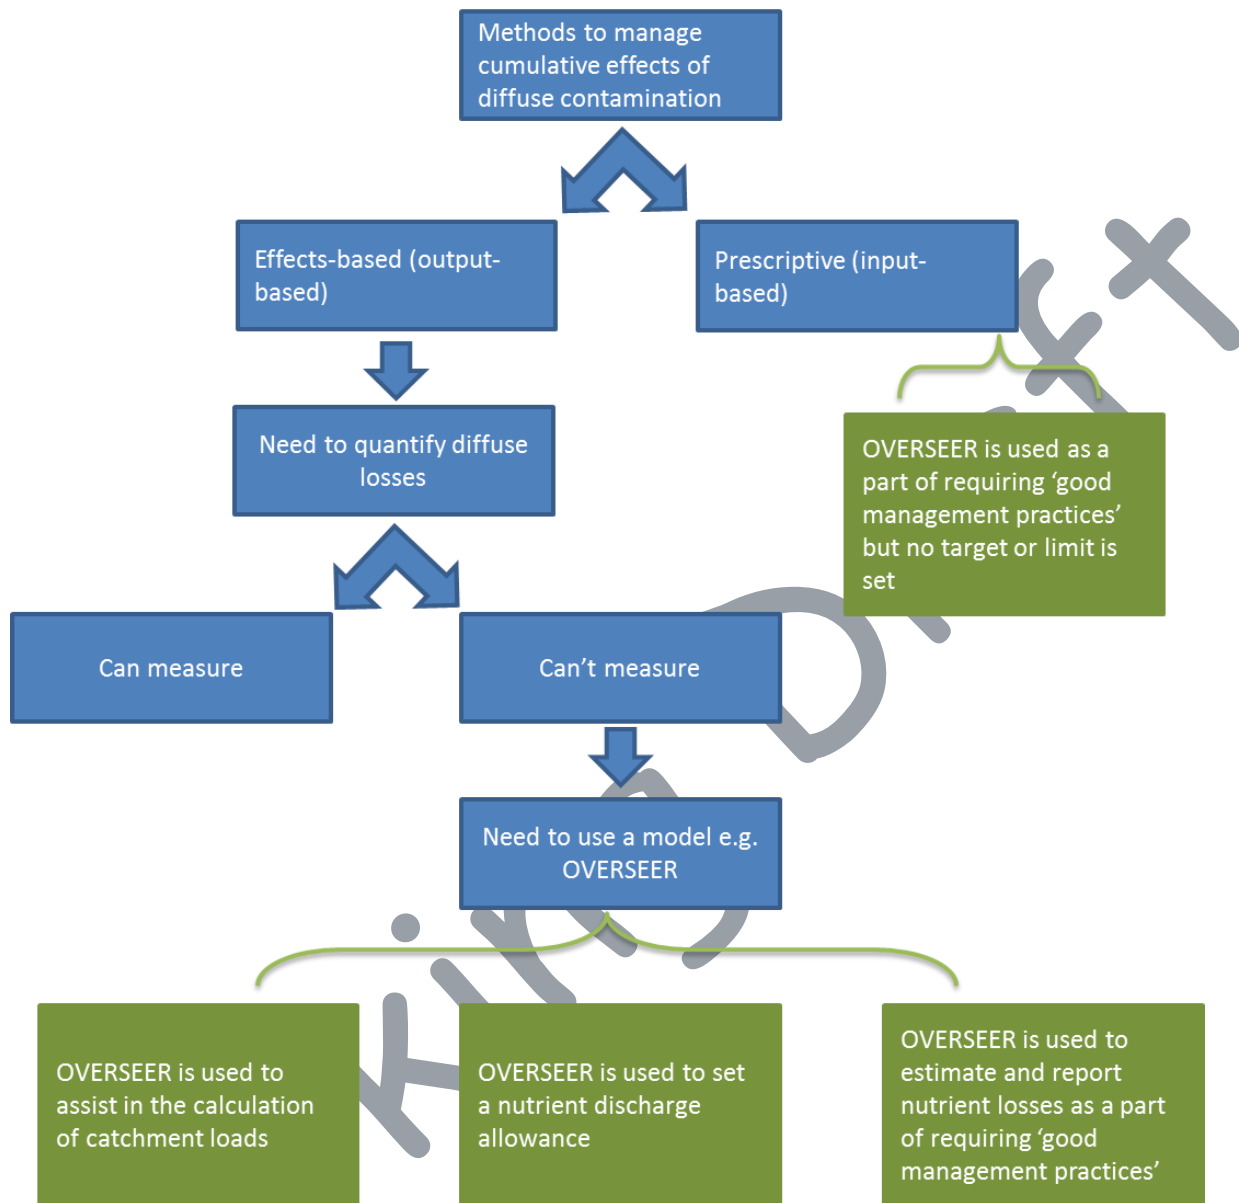 Methods to manage
cumulative effects of
diffuse contamination
Effects-based (output-
based)
Prescriptive (input-
based)
Need to quantify diffuse
losses
OVERSEER is used as a
part of requiring ‘good
management practices’
but no target or limit is
set
Can measure
Can’t measure
Need to use a model e.g.
OVERSEER
OVERSEER is used to
assist in the calculation
of catchment loads
OVERSEER is used to set
a nutrient discharge
allowance
OVERSEER is used to
estimate and report
nutrient losses as a part
of requiring ‘good
management practices’